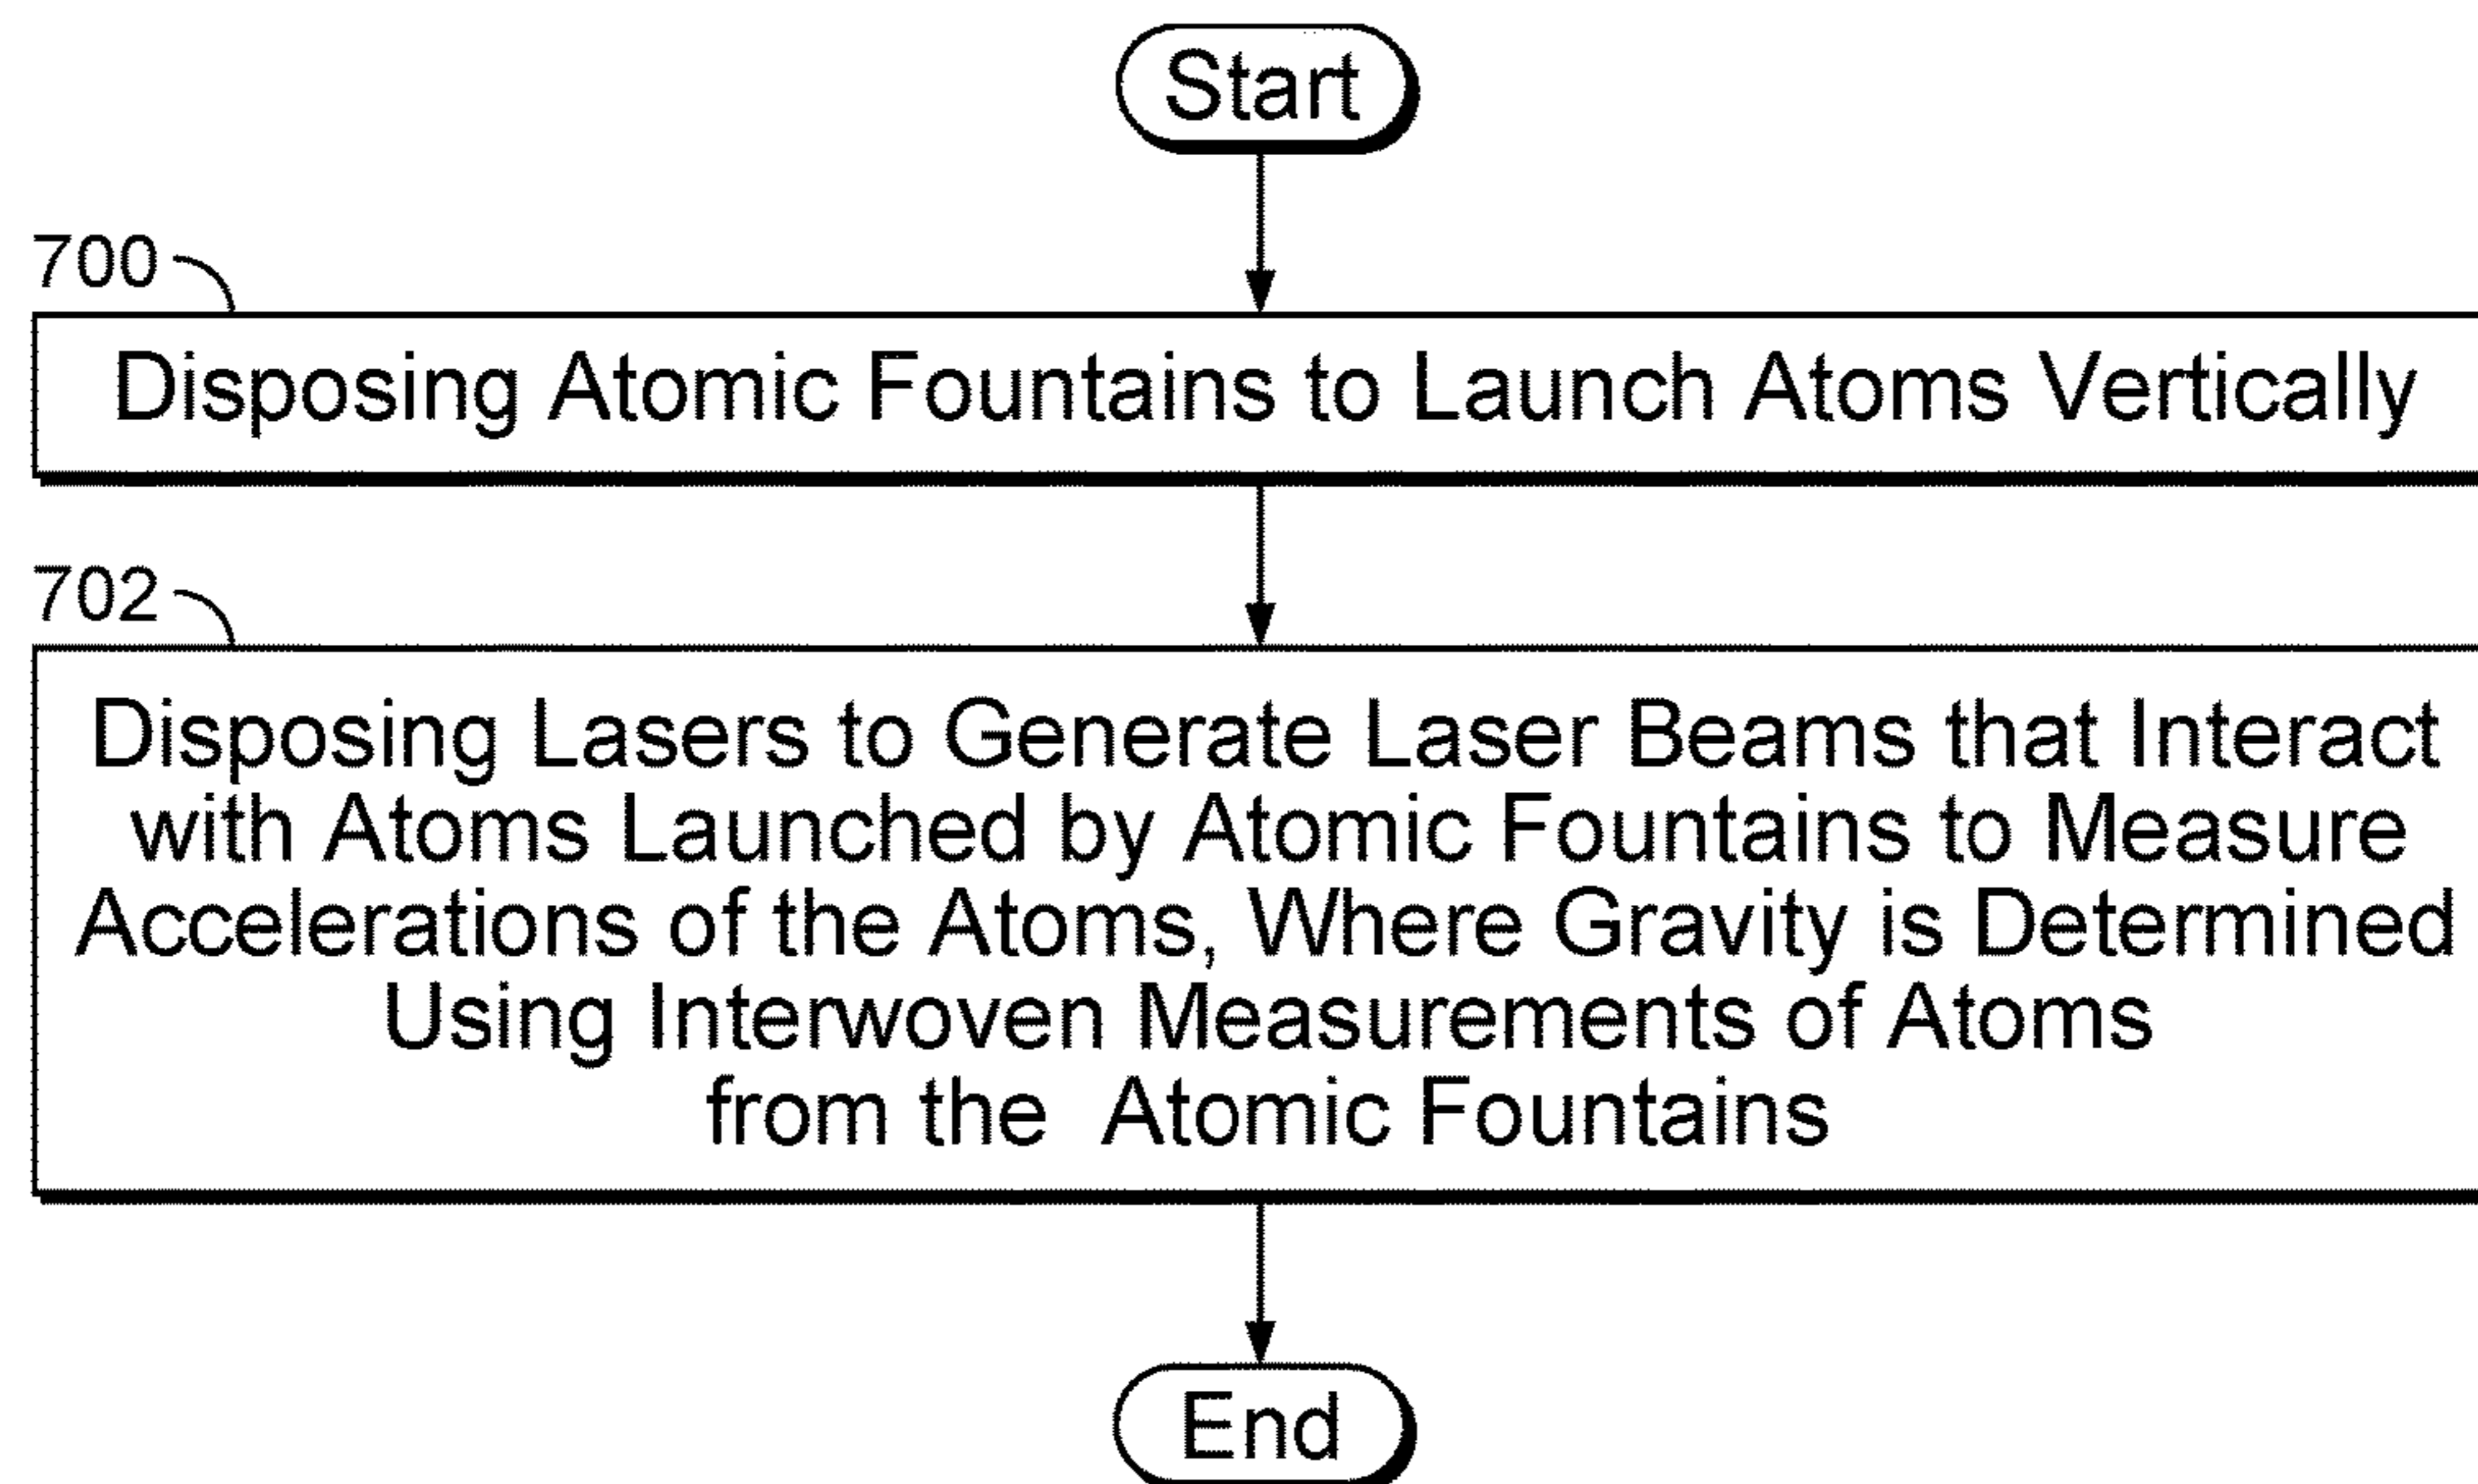 Start
700
Disposing Atomic Fountains to Launch Atoms Vertically
702
Disposing Lasers to Generate Laser Beams that Interact
with Atoms Launched by Atomic Fountains to Measure
Accelerations of the Atoms, Where Gravity is Determined
Using Interwoven Measurements of Atoms
from the Atomic Fountains
End